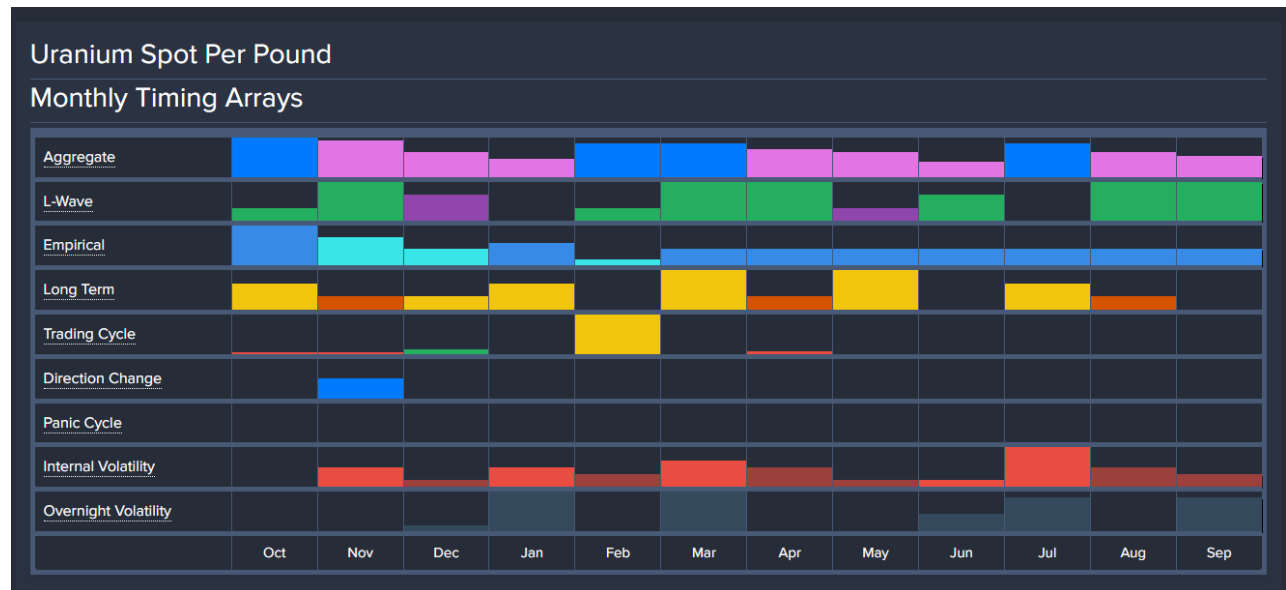 Uranium Spot Per Pound
Monthly Timing Arrays
Aggregate
L-Wave
Empirical
Long Term
Trading Cycle
Direction Change
Panic Cycle
Internal Volatility
Overnight Volatility
Oct Nov Dec Jan Feb Mar Apr May Jun Jul Aug Sep